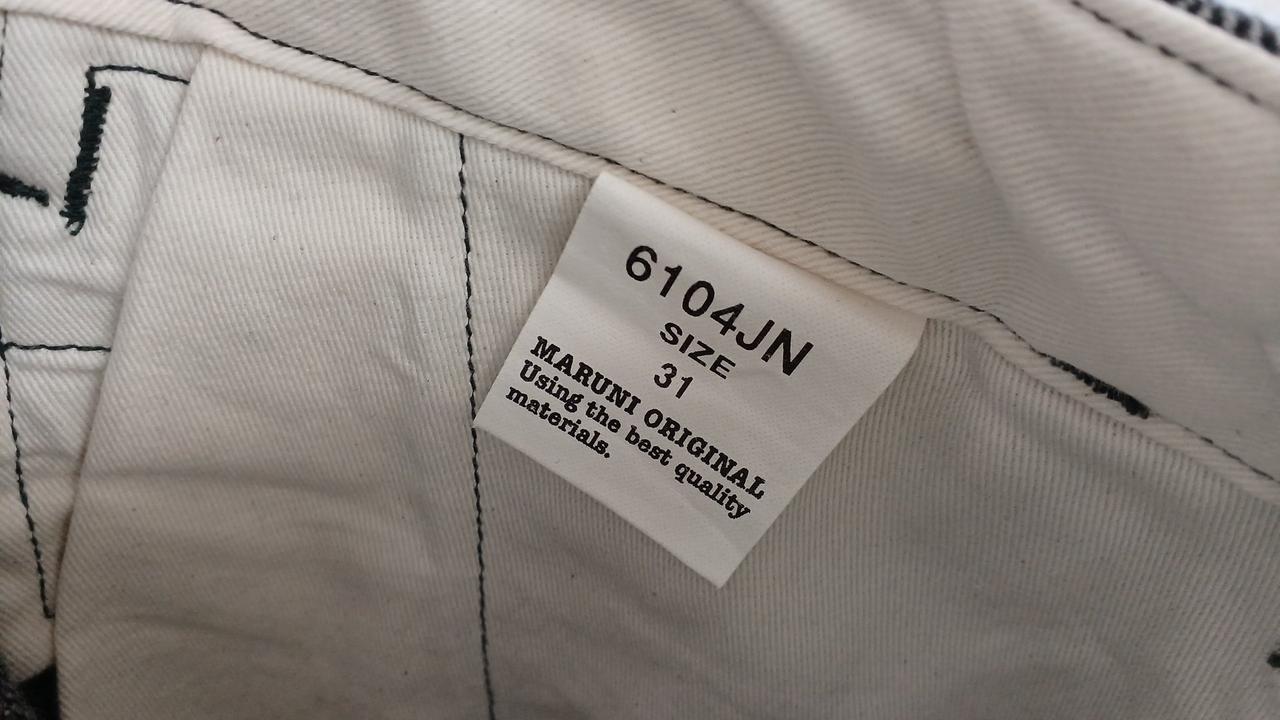 6104JN
SIZE
31
MARUNI ORIGINAL
Using the best quality
materials.